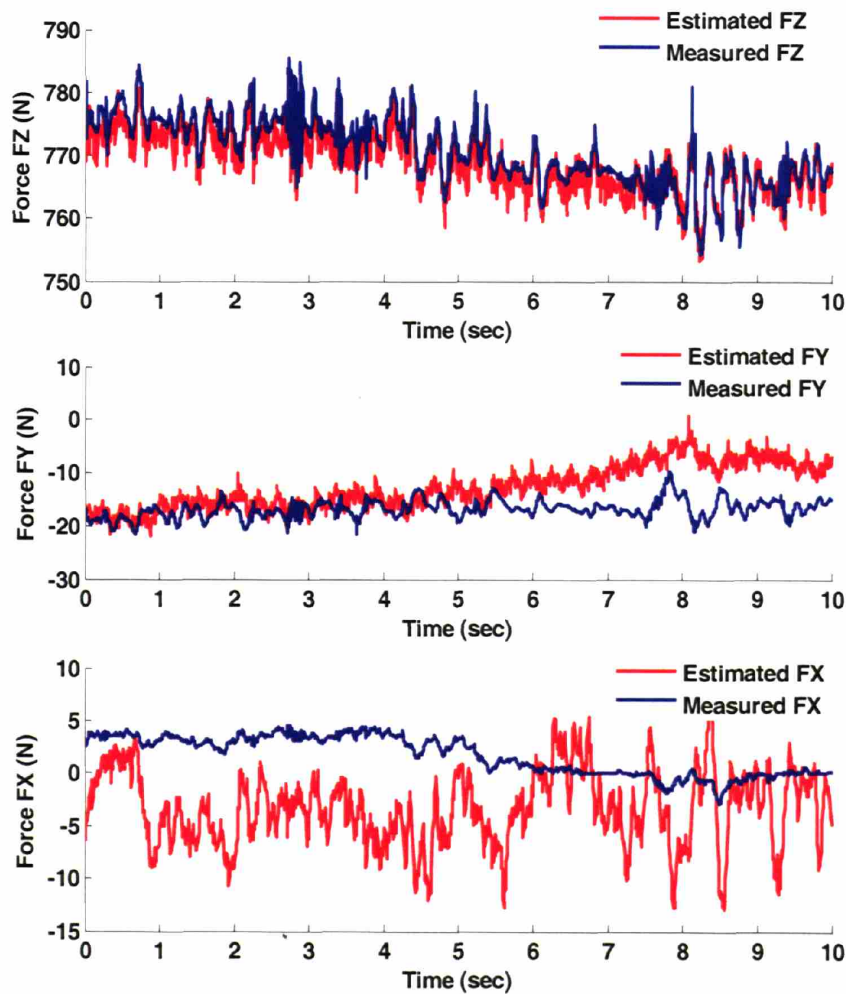 Estimated FZ
Measured FZ
Force FZ (N)
790
780
770
760
750
0 1 2 3 4 5 6 7 8 9 10
Time (sec)
Estimated FY
Measured FY
Force FY (N)
10
0
-10
-20
-30
0 1 2 3 4 5 6 7 8 9 10
Time (sec)
Estimated FX
Measured FX
Force FX (N)
10
5
0
-5
-10
-15
0 1 2 3 4 5 6 7 8 9 10
Time (sec)